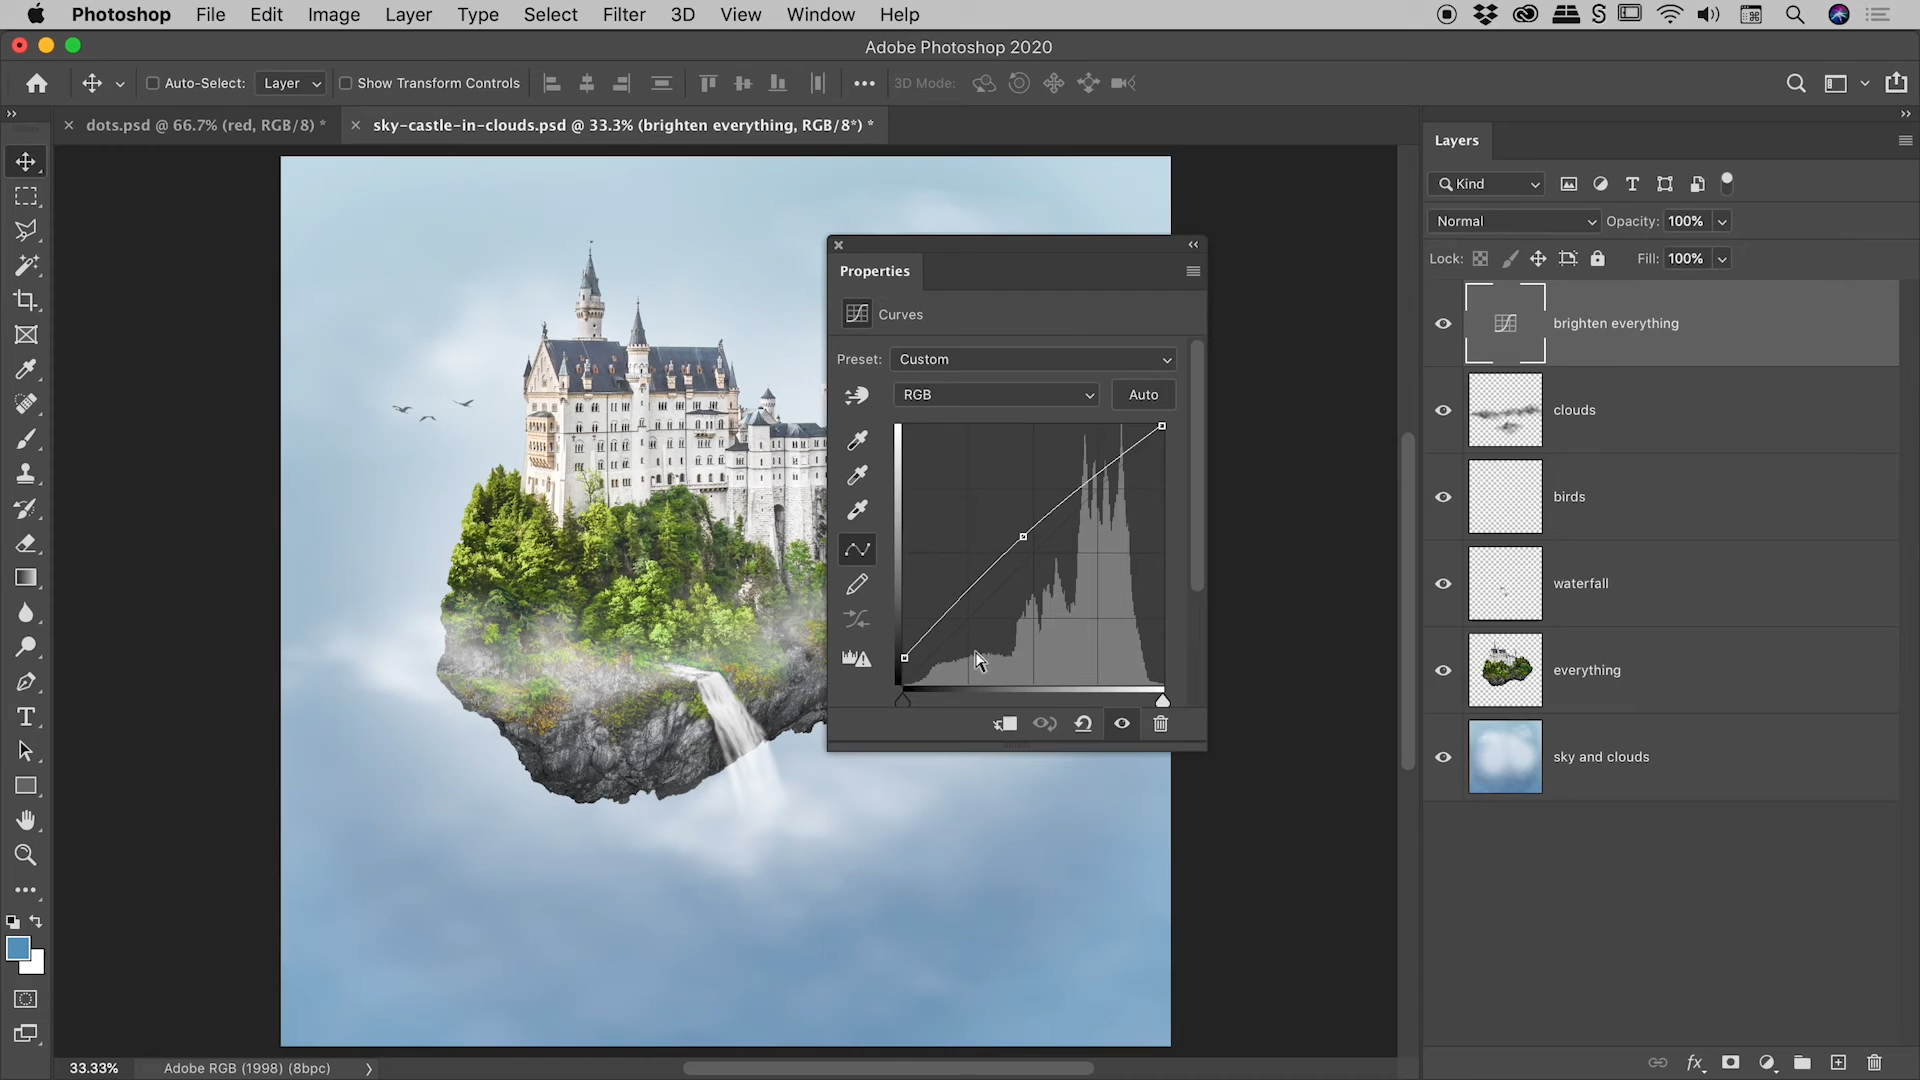 Photoshop File Edit Image Layer Type Select Filter 3D View Window Help
Adobe Photoshop 2020
Auto-Select: Layer Show Transform Controls 3D Mode:
dots.psd @ 66.7% (red, RGB/8) *
sky-castle-in-clouds.psd @ 33.3% (brighten everything, RGB/8*) *
Layers
Kind
Normal Opacity: 100%
Lock: Fill: 100%
brighten everything
clouds
birds
waterfall
everything
sky and clouds
Properties
Curves
Preset: Custom
RGB Auto
33.33% Adobe RGB (1998) (8bpc)